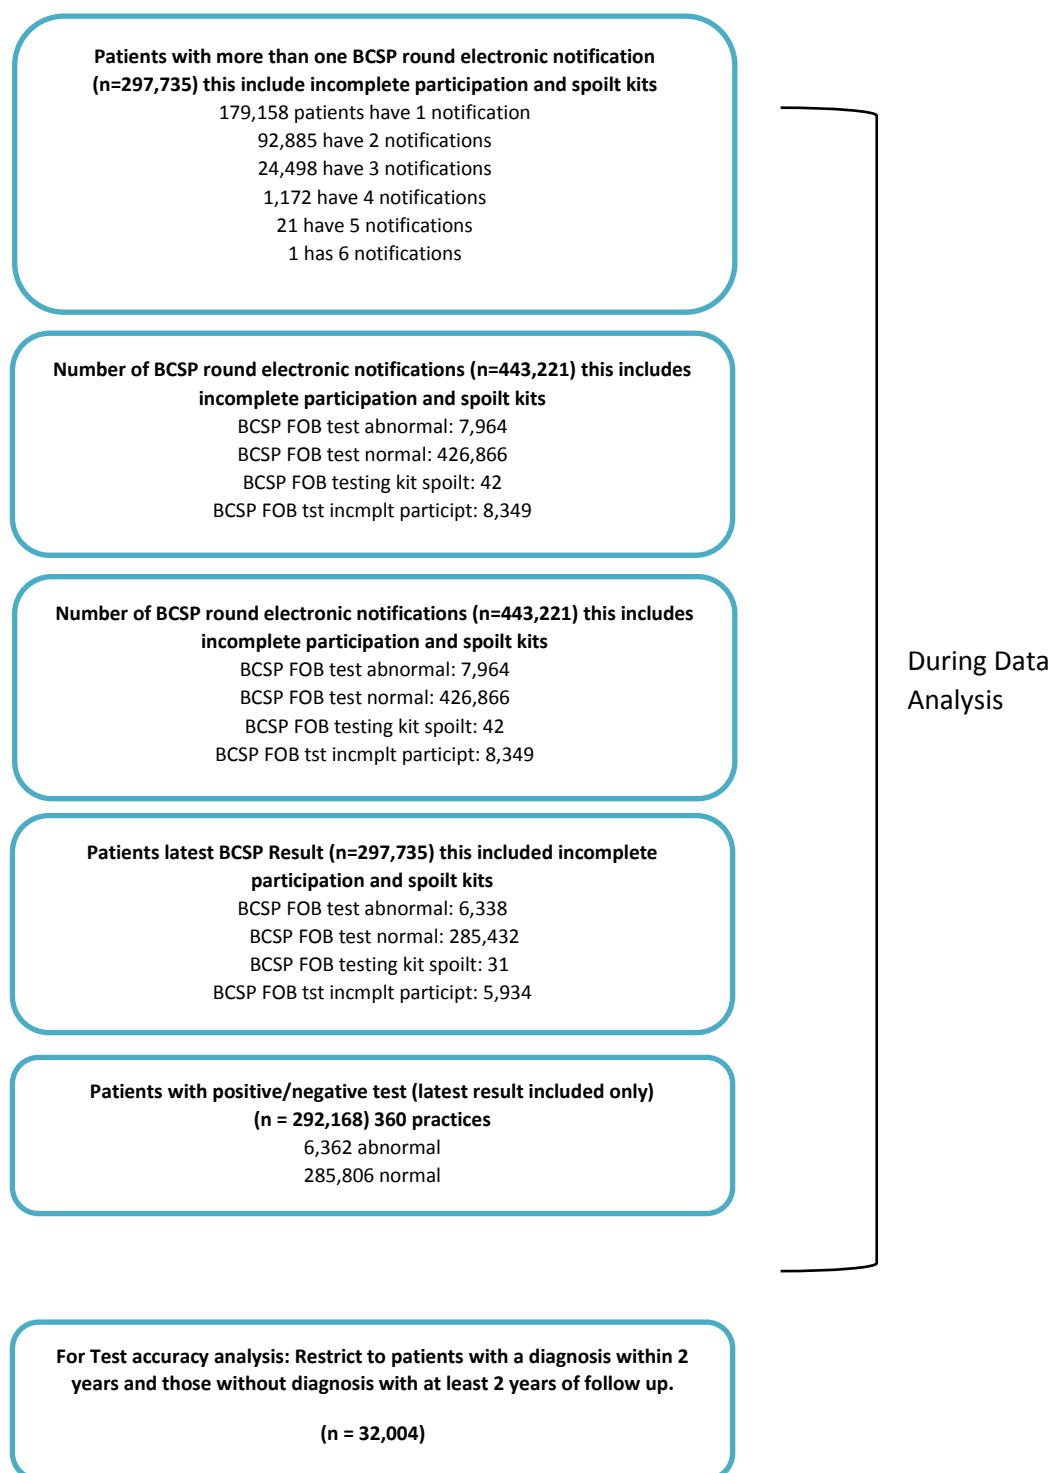 Patients with more than one BCSP round electronic notification
(n=297,735) this include incomplete participation and spoilt kits
179,158 patients have 1 notification
92,885 have 2 notifications
24,498 have 3 notifications
1,172 have 4 notifications
21 have 5 notifications
1 has 6 notifications
Number of BCSP round electronic notifications (n=443,221) this includes
incomplete participation and spoilt kits
BCSP FOB test abnormal: 7,964
BCSP FOB test normal: 426,866
BCSP FOB testing kit spoilt: 42
BCSP FOB tst incmplt particpt: 8,349
Number of BCSP round electronic notifications (n=443,221) this includes
incomplete participation and spoilt kits
BCSP FOB test abnormal: 7,964
BCSP FOB test normal: 426,866
BCSP FOB testing kit spoilt: 42
BCSP FOB tst incmplt particpt: 8,349
During Data
Analysis
Patients latest BCSP Result (n=297,735) this included incomplete
participation and spoilt kits
BCSP FOB test abnormal: 6,338
BCSP FOB test normal: 285,432
BCSP FOB testing kit spoilt: 31
BCSP FOB tst incmplt particpt: 5,934
Patients with positive/negative test (latest result included only)
(n = 292,168) 360 practices
6,362 abnormal
285,806 normal
For Test accuracy analysis: Restrict to patients with a diagnosis within 2
years and those without diagnosis with at least 2 years of follow up.
(n = 32,004)